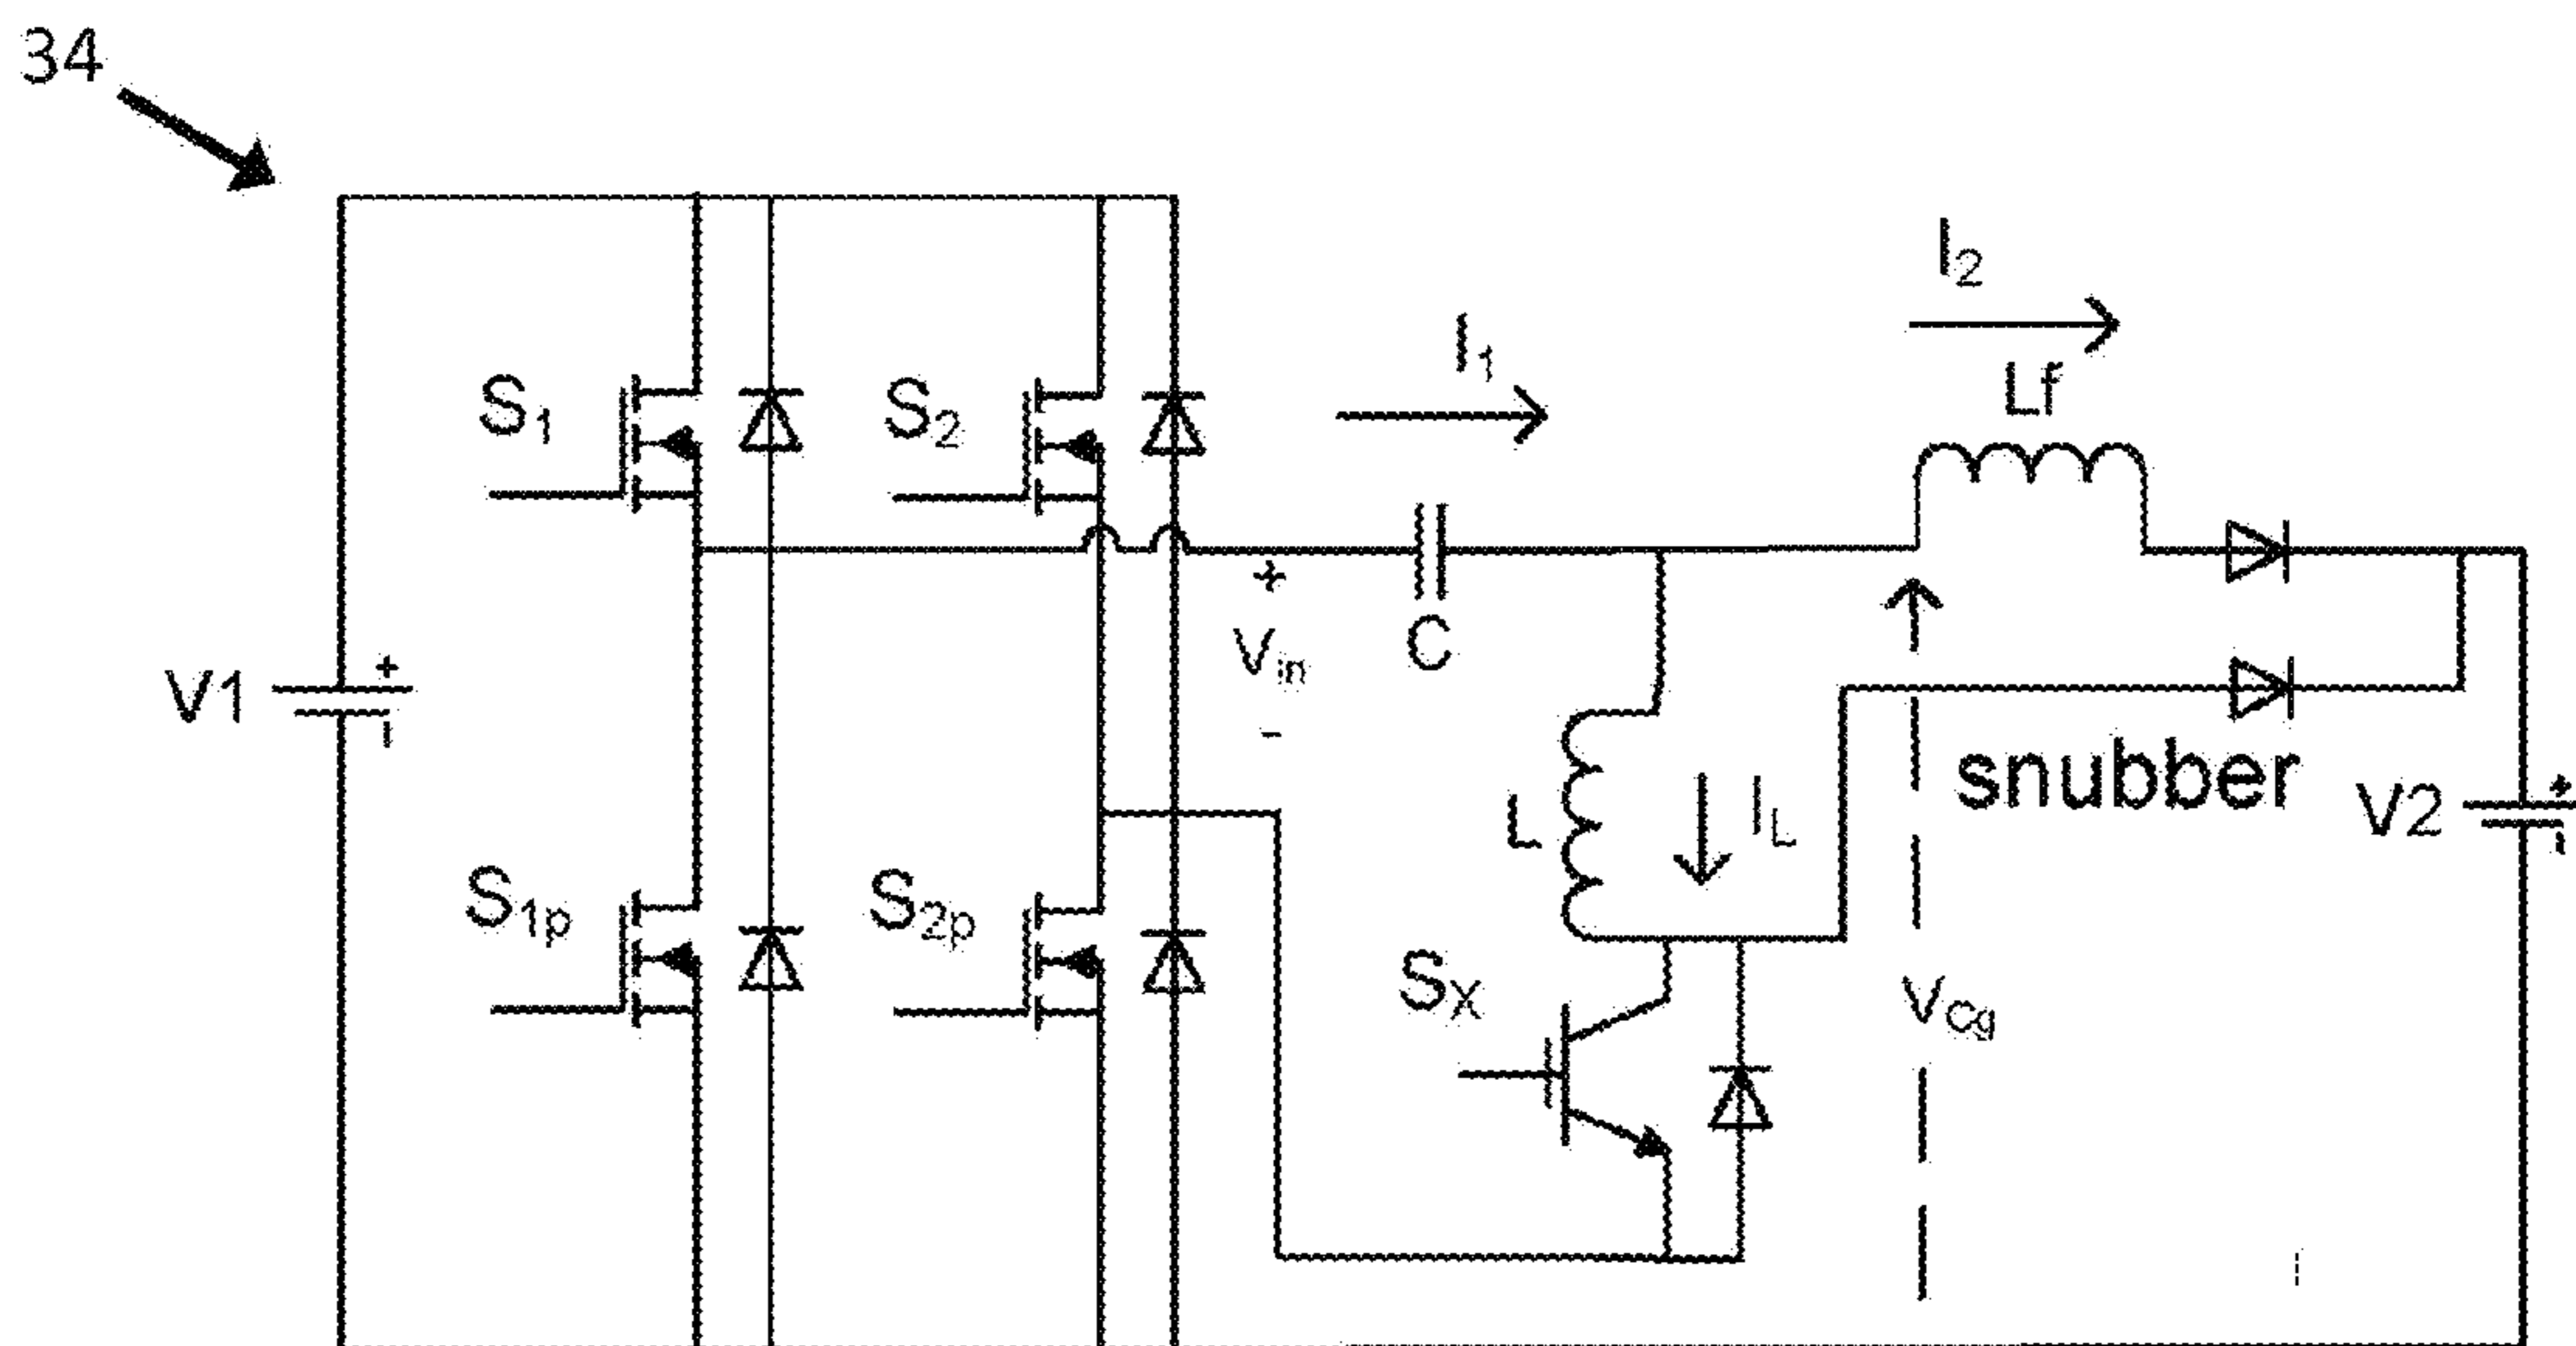 34
I2
I1
Lf
S1
S2
+
Vin
-
C
+
V1
-
snubber
L
IL
V2
+
-
S1p
S2p
SX
VCg